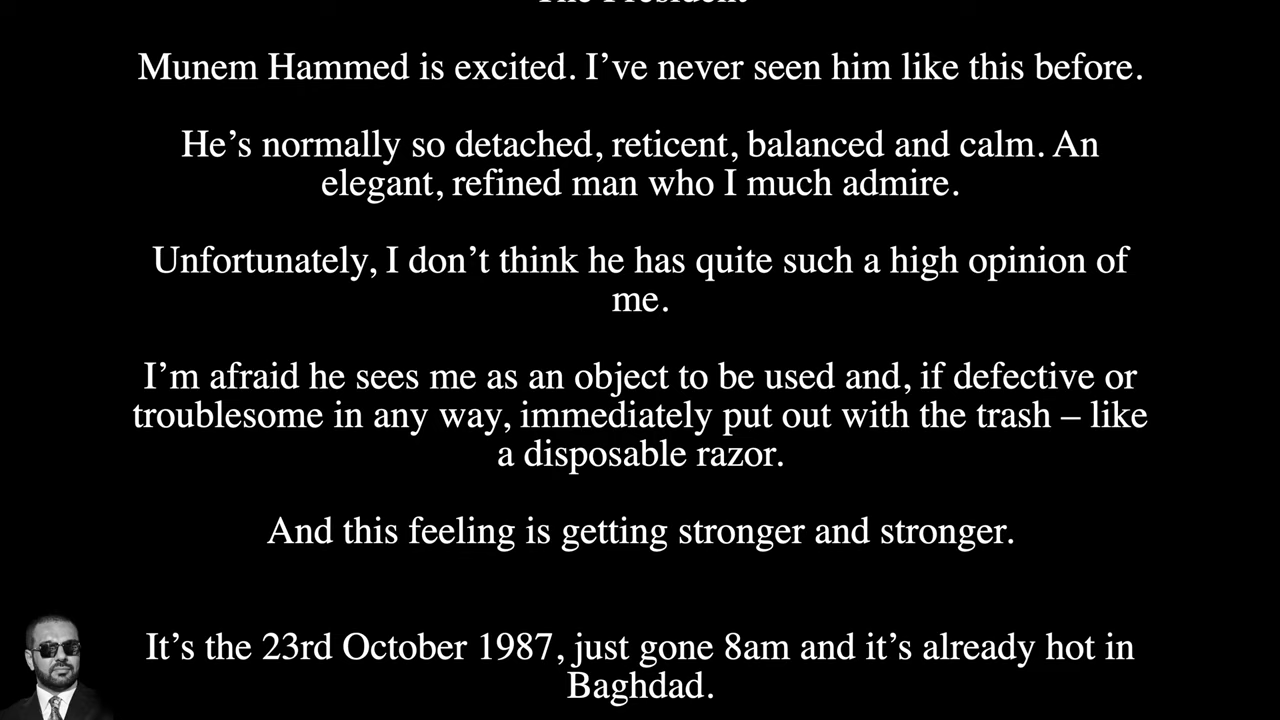 The President
Munem Hammed is excited. I’ve never seen him like this before.
He’s normally so detached, reticent, balanced and calm. An
elegant, refined man who I much admire.
Unfortunately, I don’t think he has quite such a high opinion of
me.
I’m afraid he sees me as an object to be used and, if defective or
troublesome in any way, immediately put out with the trash – like
a disposable razor.
And this feeling is getting stronger and stronger.
It’s the 23rd October 1987, just gone 8am and it’s already hot in
Baghdad.